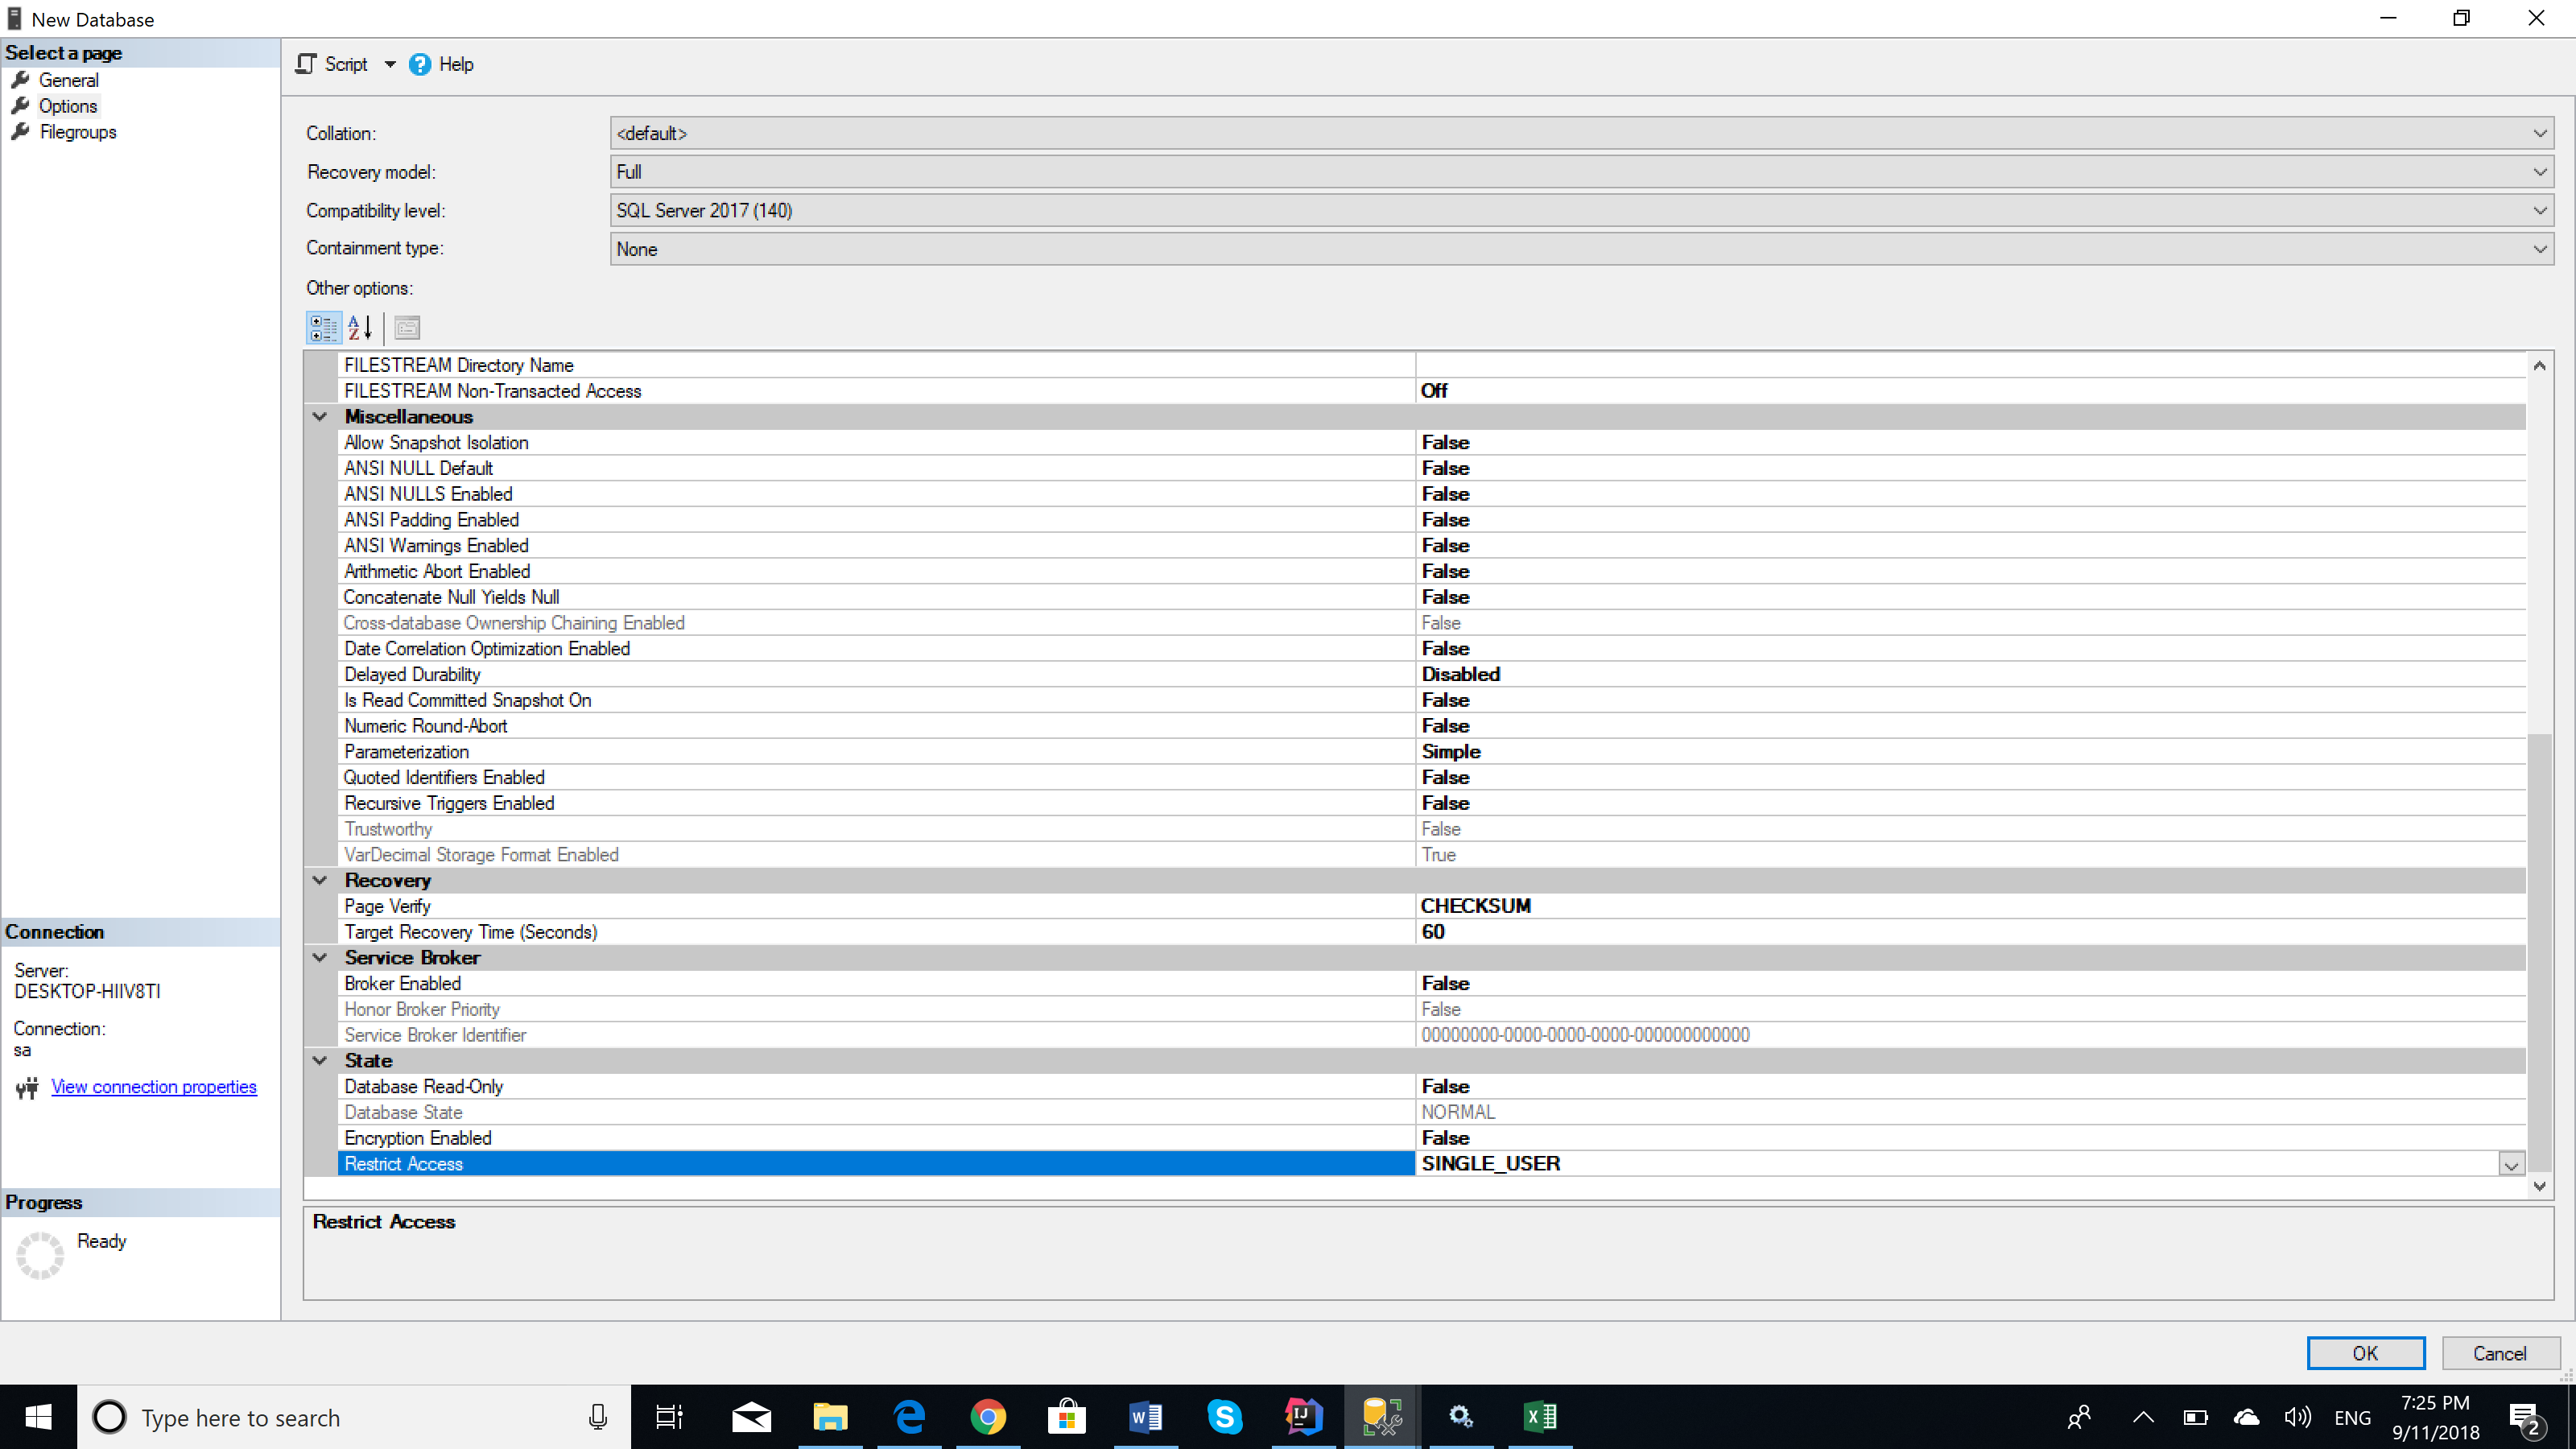 New Database
Select a page
General
Options
Filegroups
Script
Help
Collation:
<default>
Recovery model:
Full
Compatibility level:
SQL Server 2017 (140)
Containment type:
None
Other options:
FILESTREAM Directory Name
FILESTREAM Non-Transacted Access Off
Miscellaneous
Allow Snapshot Isolation False
ANSI NULL Default False
ANSI NULLS Enabled False
ANSI Padding Enabled False
ANSI Warnings Enabled False
Arithmetic Abort Enabled False
Concatenate Null Yields Null False
Cross-database Ownership Chaining Enabled False
Date Correlation Optimization Enabled False
Delayed Durability Disabled
Is Read Committed Snapshot On False
Numeric Round-Abort False
Parameterization Simple
Quoted Identifiers Enabled False
Recursive Triggers Enabled False
Trustworthy False
VarDecimal Storage Format Enabled True
Recovery
Page Verify CHECKSUM
Target Recovery Time (Seconds) 60
Service Broker
Broker Enabled False
Honor Broker Priority False
Service Broker Identifier 00000000-0000-0000-0000-000000000000
State
Database Read-Only False
Database State NORMAL
Encryption Enabled False
Restrict Access SINGLE_USER
Restrict Access
Connection
Server:
DESKTOP-HIIV8TI
Connection:
sa
View connection properties
Progress
Ready
OK
Cancel
Type here to search
ENG
7:25 PM
9/11/2018
2